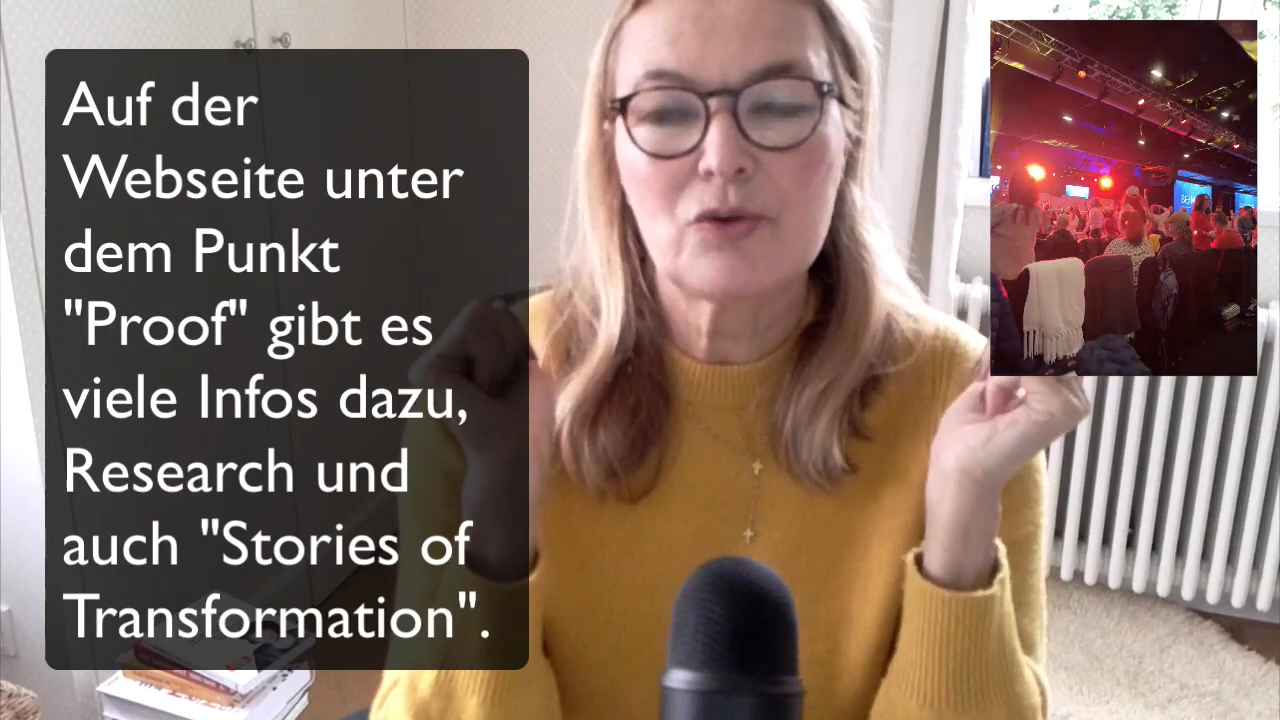 Auf der
Webseite unter
dem Punkt
"Proof" gibt es
viele Infos dazu,
Research und
auch "Stories of
Transformation".